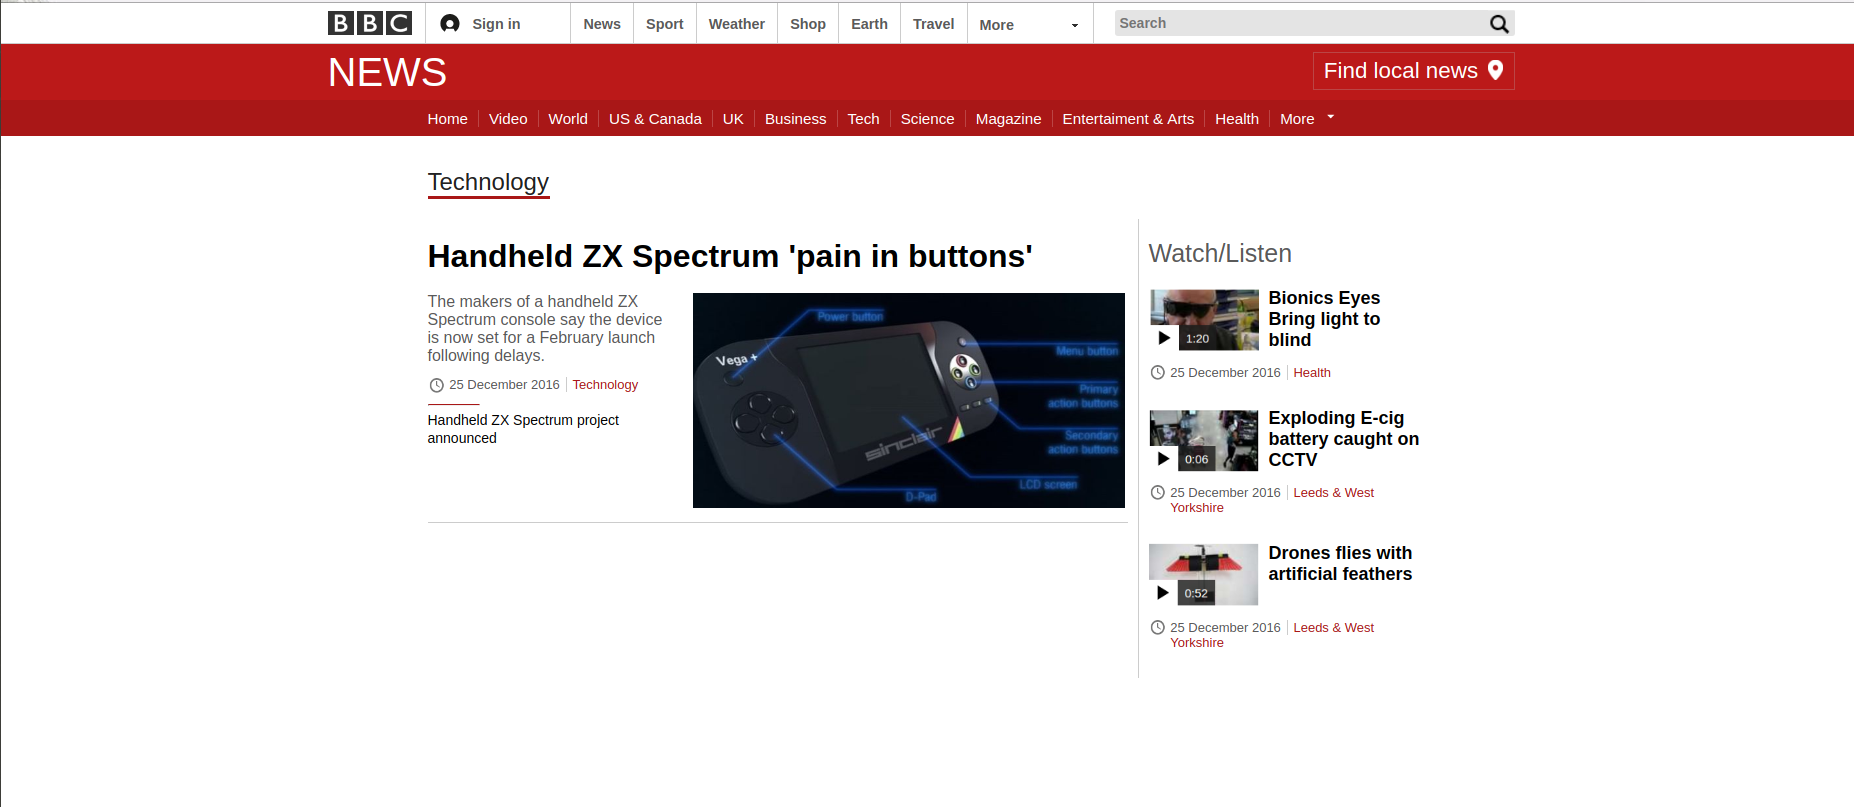 BBC
Sign in
News
Sport
Weather
Shop
Earth
Travel
More
Search
NEWS
Find local news
Home
Video
World
US & Canada
UK
Business
Tech
Science
Magazine
Entertaiment & Arts
Health
More
Technology
Handheld ZX Spectrum 'pain in buttons'
The makers of a handheld ZX
Spectrum console say the device
is now set for a February launch
following delays.
25 December 2016
Technology
Handheld ZX Spectrum project
announced
Power button
Vega +
Menu button
Primary
action buttons
Secondary
action buttons
sinclair
LCD screen
D-Pad
Watch/Listen
1:20
Bionics Eyes
Bring light to
blind
25 December 2016
Health
0:06
Exploding E-cig
battery caught on
CCTV
25 December 2016
Leeds & West
Yorkshire
0:52
Drones flies with
artificial feathers
25 December 2016
Leeds & West
Yorkshire